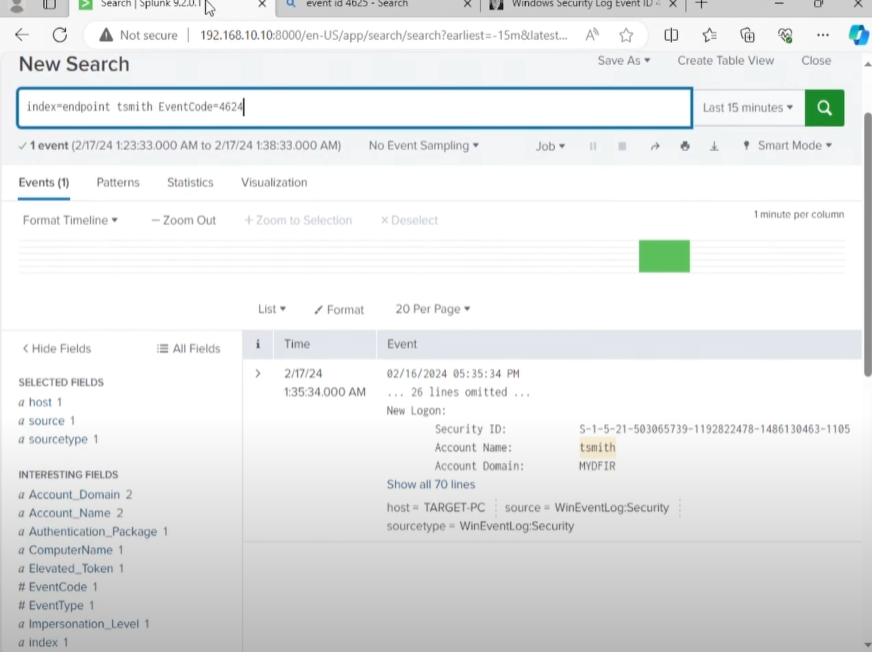 Search | Splunk 9.2.0.1
event id 4625 - Search
Windows Security Log Event ID 4
Not secure
192.168.10.10:8000/en-US/app/search/search?earliest=-15m&latest...
New Search
Save As
Create Table View
Close
index=endpoint tsmith EventCode=4624
Last 15 minutes
✓ 1 event (2/17/24 1:23:33.000 AM to 2/17/24 1:38:33.000 AM)
No Event Sampling
Job
Smart Mode
Events (1)
Patterns
Statistics
Visualization
Format Timeline
— Zoom Out
+ Zoom to Selection
× Deselect
1 minute per column
List
Format
20 Per Page
< Hide Fields
All Fields
i
Time
Event
SELECTED FIELDS
a host 1
a source 1
a sourcetype 1
INTERESTING FIELDS
a Account_Domain 2
a Account_Name 2
a Authentication_Package 1
a ComputerName 1
a Elevated_Token 1
# EventCode 1
# EventType 1
a Impersonation_Level 1
a index 1
>
2/17/24
1:35:34.000 AM
02/16/2024 05:35:34 PM
... 26 lines omitted ...
New Logon:
Security ID: S-1-5-21-503065739-1192822478-1486130463-1105
Account Name: tsmith
Account Domain: MYDFIR
Show all 70 lines
host = TARGET-PC
source = WinEventLog:Security
sourcetype = WinEventLog:Security